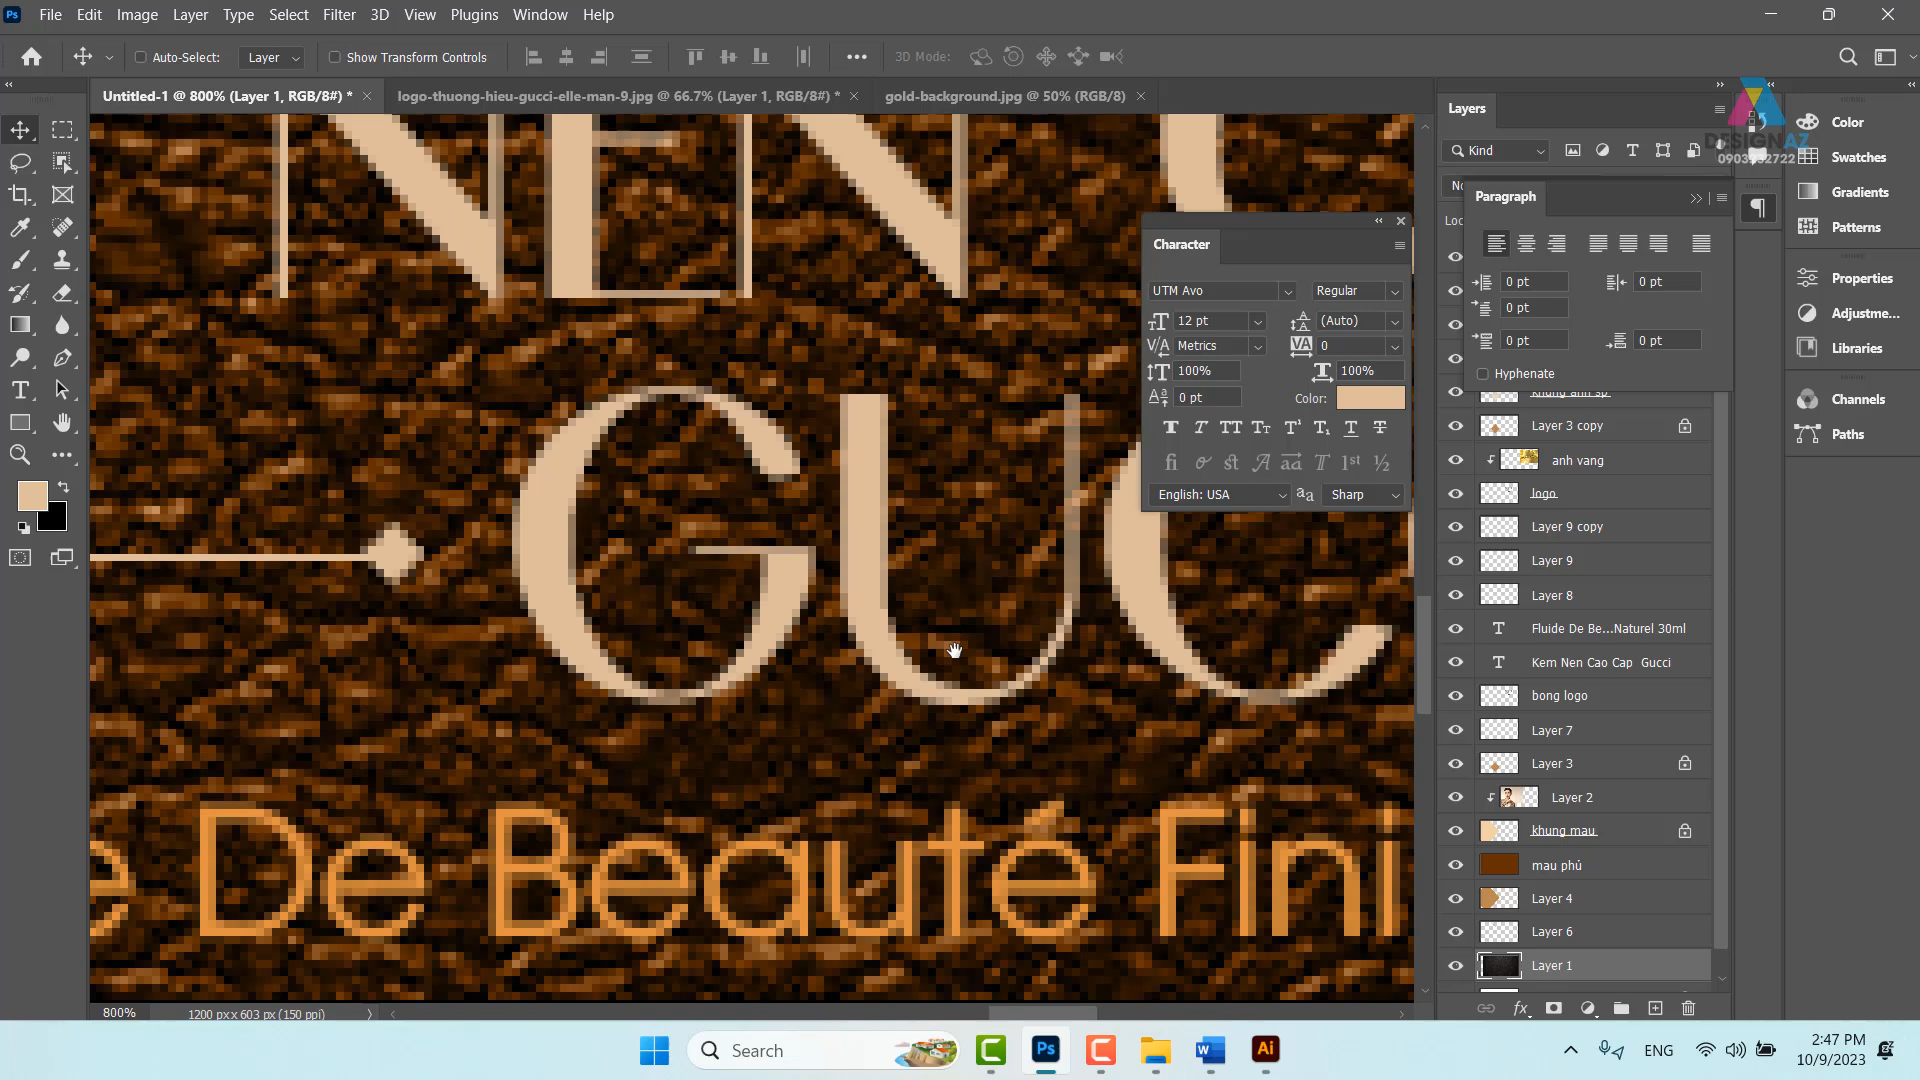 File Edit Image Layer Type Select Filter 3D View Plugins Window Help
Auto-Select: Layer Show Transform Controls 3D Mode:
Untitled-1 @ 800% (Layer 1, RGB/8#) * logo-thuong-hieu-gucci-elle-man-9.jpg @ 66.7% (Layer 1, RGB/8#) * gold-background.jpg @ 50% (RGB/8)
NEN
GUC
De Beauté Fini
Character
UTM Avo Regular
12 pt (Auto)
Metrics 0
100% 100%
0 pt Color:
English: USA Sharp
Layers
Kind
Paragraph
0 pt 0 pt
0 pt
0 pt 0 pt
Hyphenate
Layer 3 copy
anh vang
logo
Layer 9 copy
Layer 9
Layer 8
Fluide De Be...Naturel 30ml
Kem Nen Cao Cap Gucci
bong logo
Layer 7
Layer 3
Layer 2
khung mau
mau phủ
Layer 4
Layer 6
Layer 1
DESIGNAZ
Color
Swatches
Gradients
Patterns
Properties
Adjustme...
Libraries
Channels
Paths
800% 1200 px x 603 px (150 ppi)
Search
ENG
2:47 PM
10/9/2023